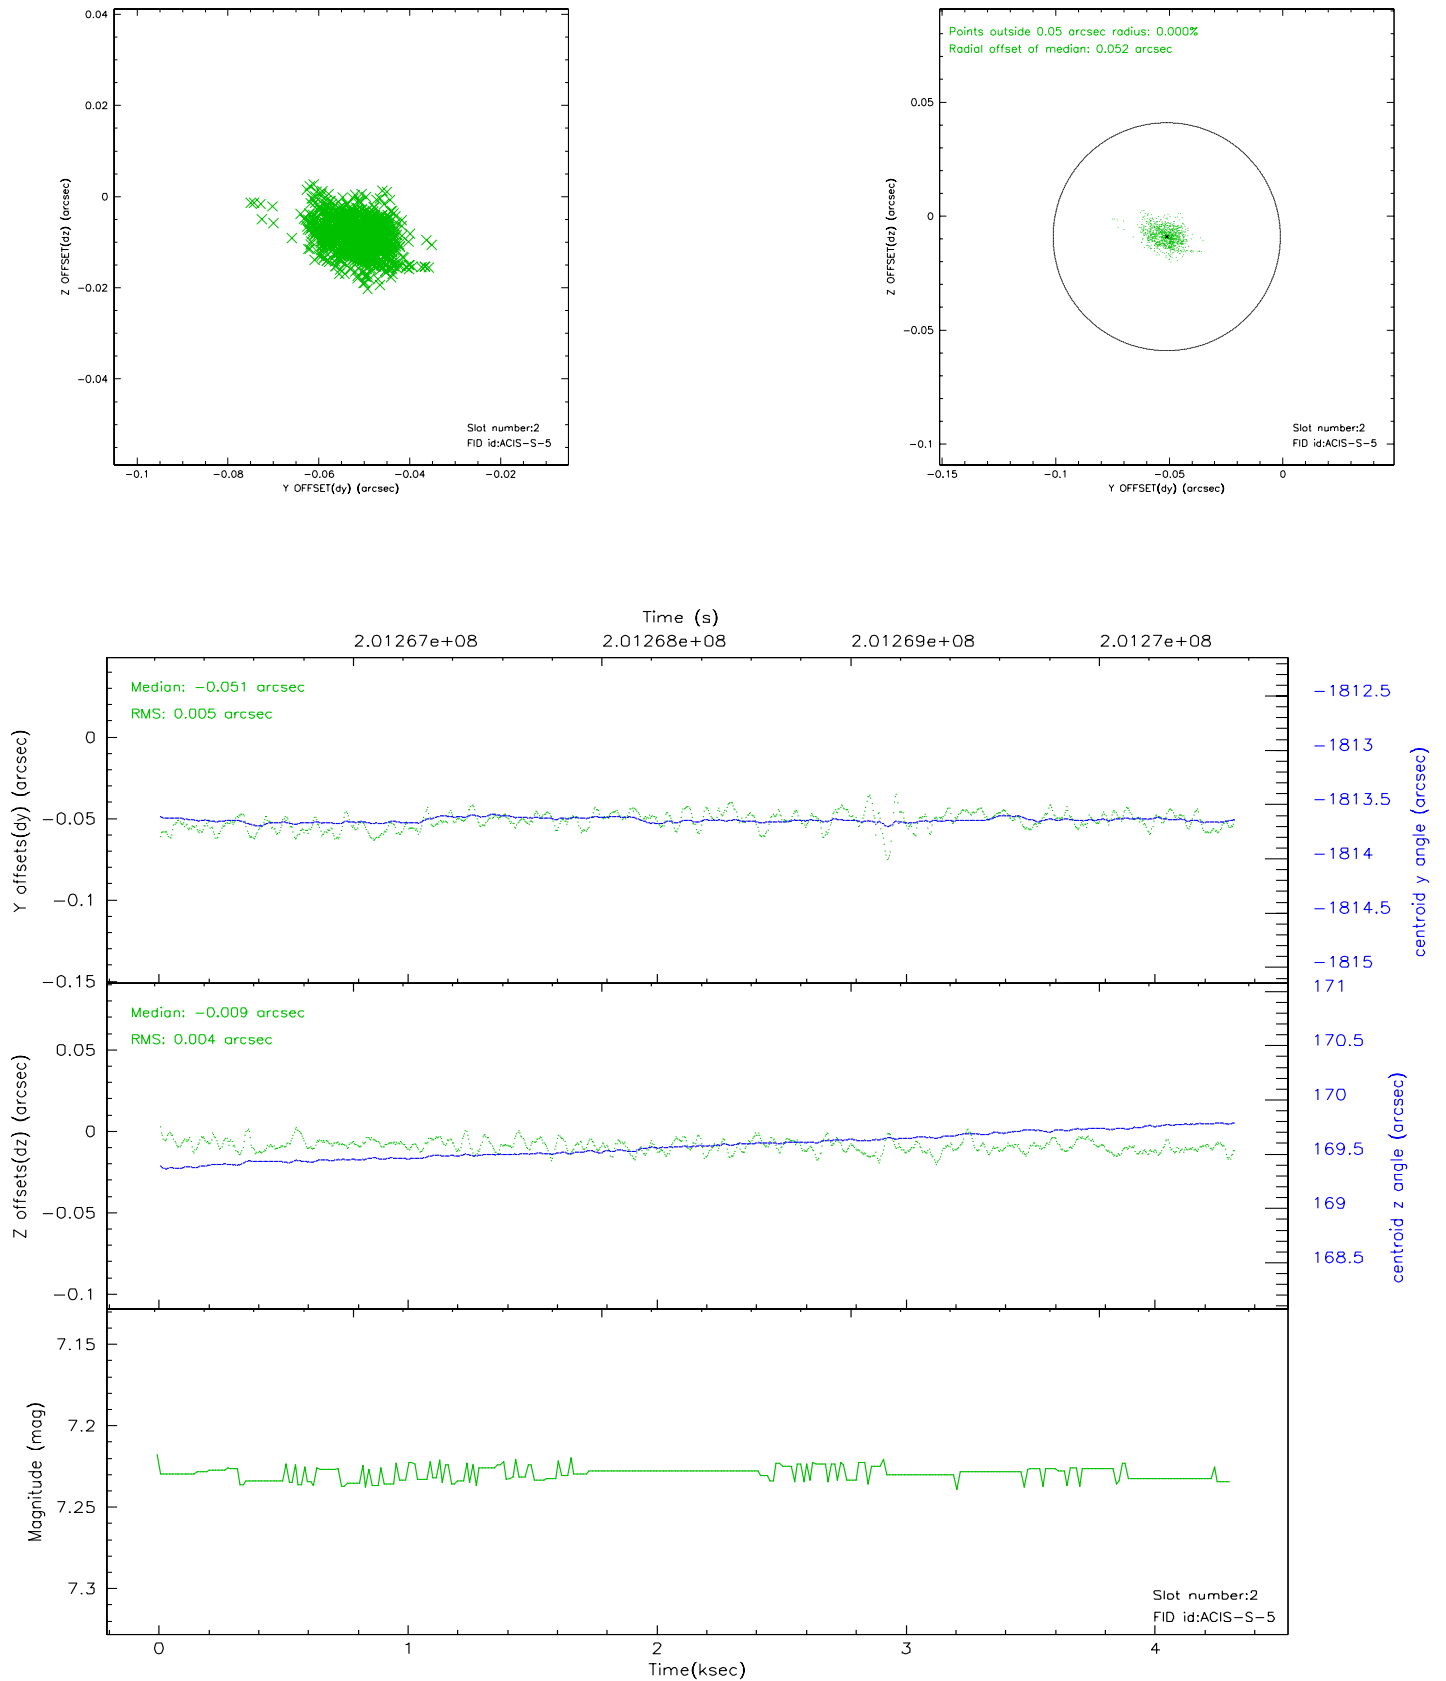 0.04
0.02
0
-0.02
-0.04
Z OFFSET(dz) (arcsec)
Slot number:2
FID id:ACIS-S-5
-0.1 -0.08 -0.06 -0.04 -0.02
Y OFFSET(dy) (arcsec)
Points outside 0.05 arcsec radius: 0.000%
Radial offset of median: 0.052 arcsec
0.05
0
-0.05
-0.1
Z OFFSET(dz) (arcsec)
Slot number:2
FID id:ACIS-S-5
-0.15 -0.1 -0.05 0
Y OFFSET(dy) (arcsec)
Time (s)
2.01267e+08 2.01268e+08 2.01269e+08 2.0127e+08
Median: -0.051 arcsec
RMS: 0.005 arcsec
0
-0.05
-0.1
-0.15
Y offsets(dy) (arcsec)
-1812.5
-1813
-1813.5
-1814
-1814.5
-1815
centroid y angle (arcsec)
Median: -0.009 arcsec
RMS: 0.004 arcsec
0.05
0
-0.05
-0.1
Z offsets(dz) (arcsec)
171
170.5
170
169.5
169
168.5
centroid z angle (arcsec)
7.15
7.2
7.25
7.3
Magnitude (mag)
Slot number:2
FID id:ACIS-S-5
0 1 2 3 4
Time(ksec)